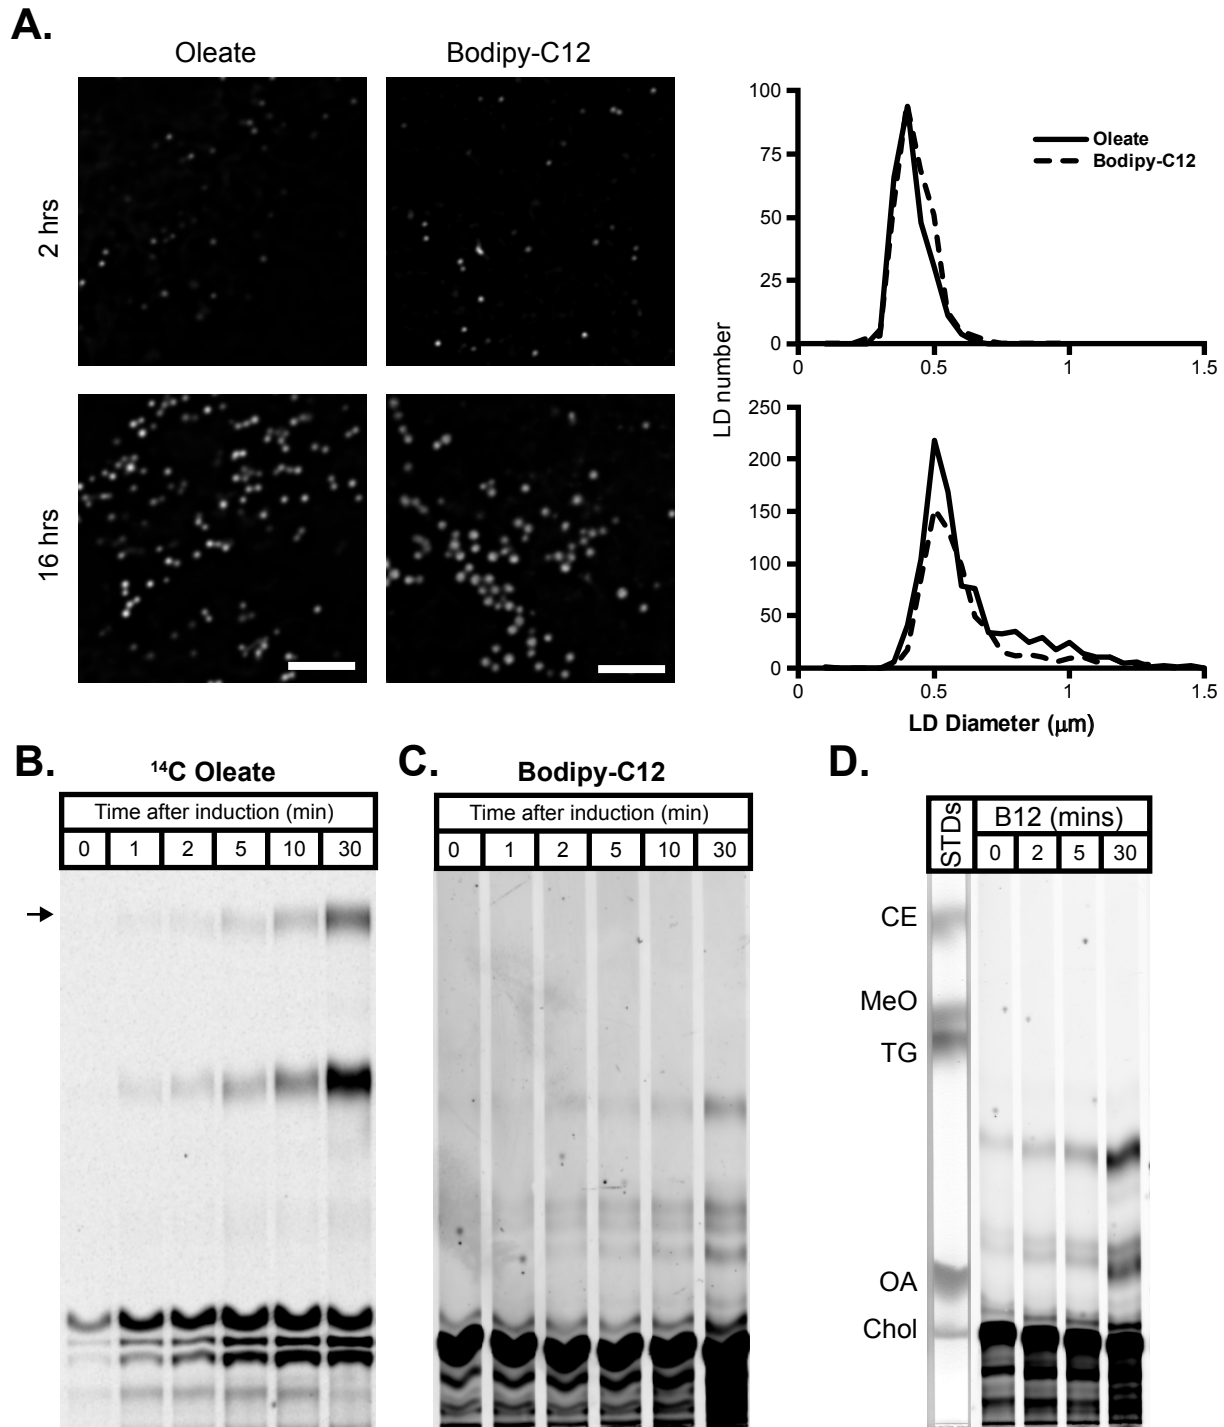 A.
Oleate
Bodipy-C12
2 hrs
16 hrs
LD number
100
75
50
25
0
0
0.5
1
1.5
Oleate
Bodipy-C12
250
200
150
100
50
0
0
0.5
1
1.5
LD Diameter (μm)
B.
¹⁴C Oleate
Time after induction (min)
0 1 2 5 10 30
C.
Bodipy-C12
Time after induction (min)
0 1 2 5 10 30
D.
STDs
B12 (mins)
0 2 5 30
CE
MeO
TG
OA
Chol